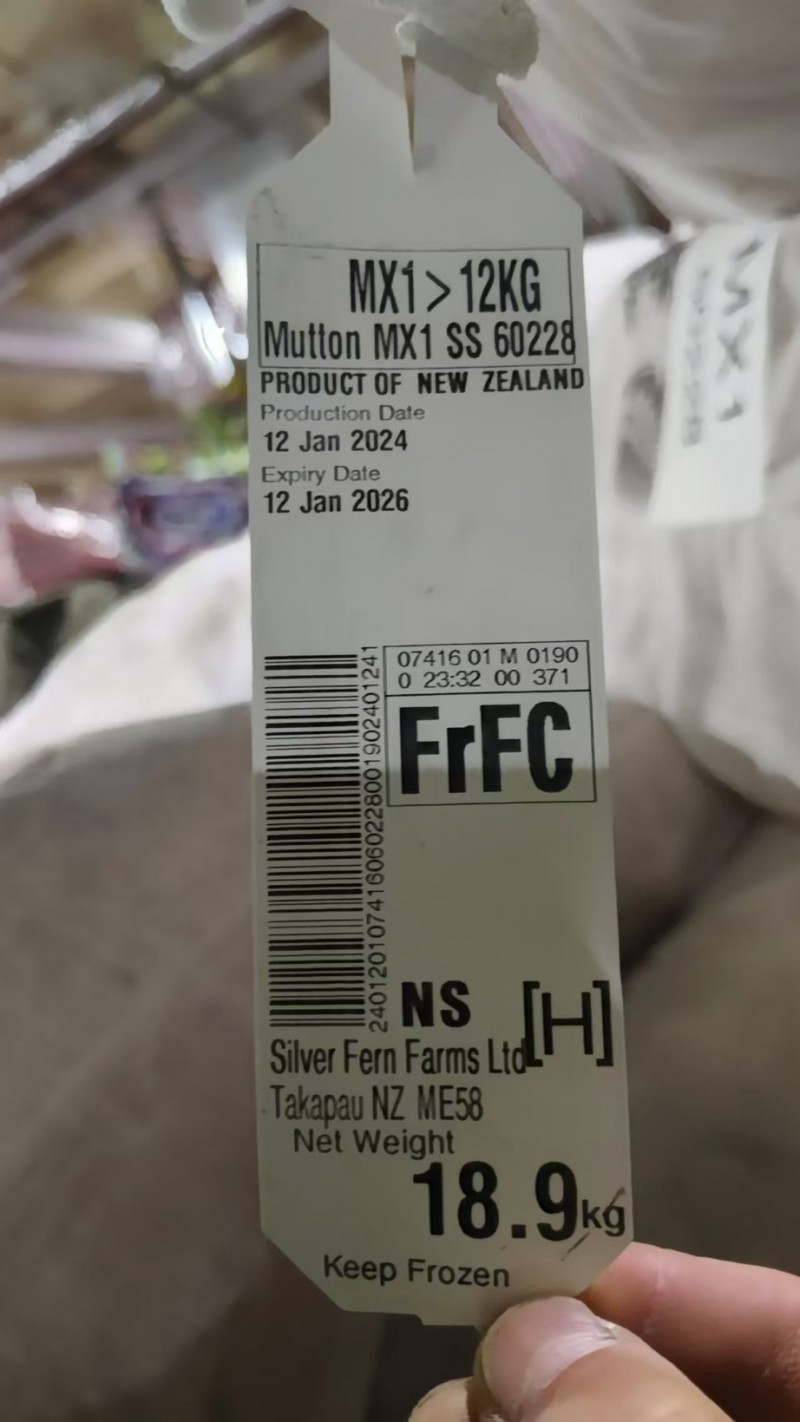 MX1>12KG
Mutton MX1 SS 60228
PRODUCT OF NEW ZEALAND
Production Date
12 Jan 2024
Expiry Date
12 Jan 2026
07416 01 M 0190
0 23:32 00 371
FrFC
240120107416060228001902401241
NS
[H]
Silver Fern Farms Ltd
Takapau NZ ME58
Net Weight
18.9kg
Keep Frozen
MX1